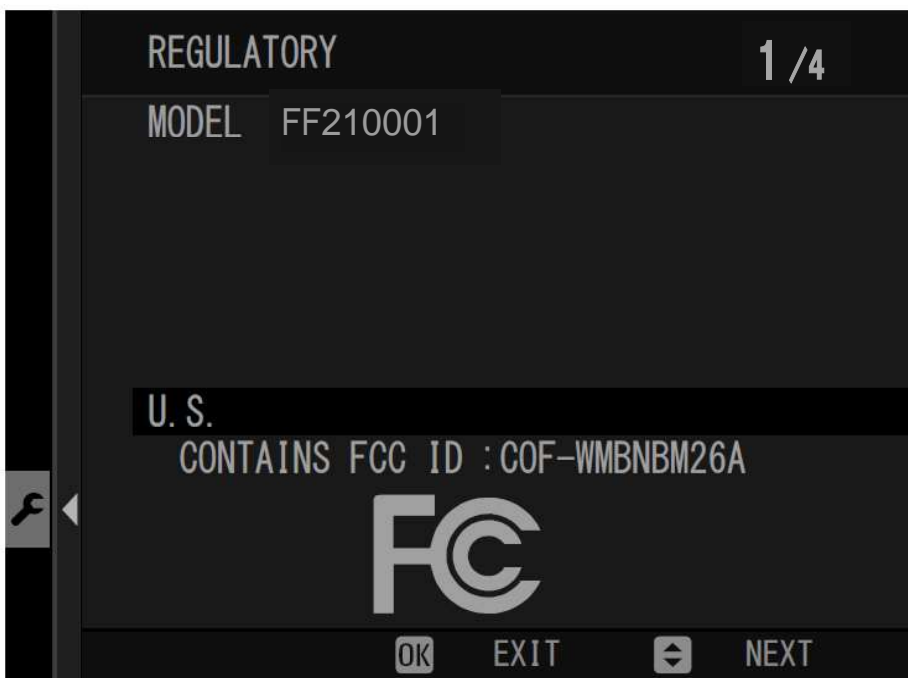 REGULATORY 1/4
MODEL FF210001
U.S.
CONTAINS FCC ID :COF-WMBNBM26A
FC
OK EXIT NEXT